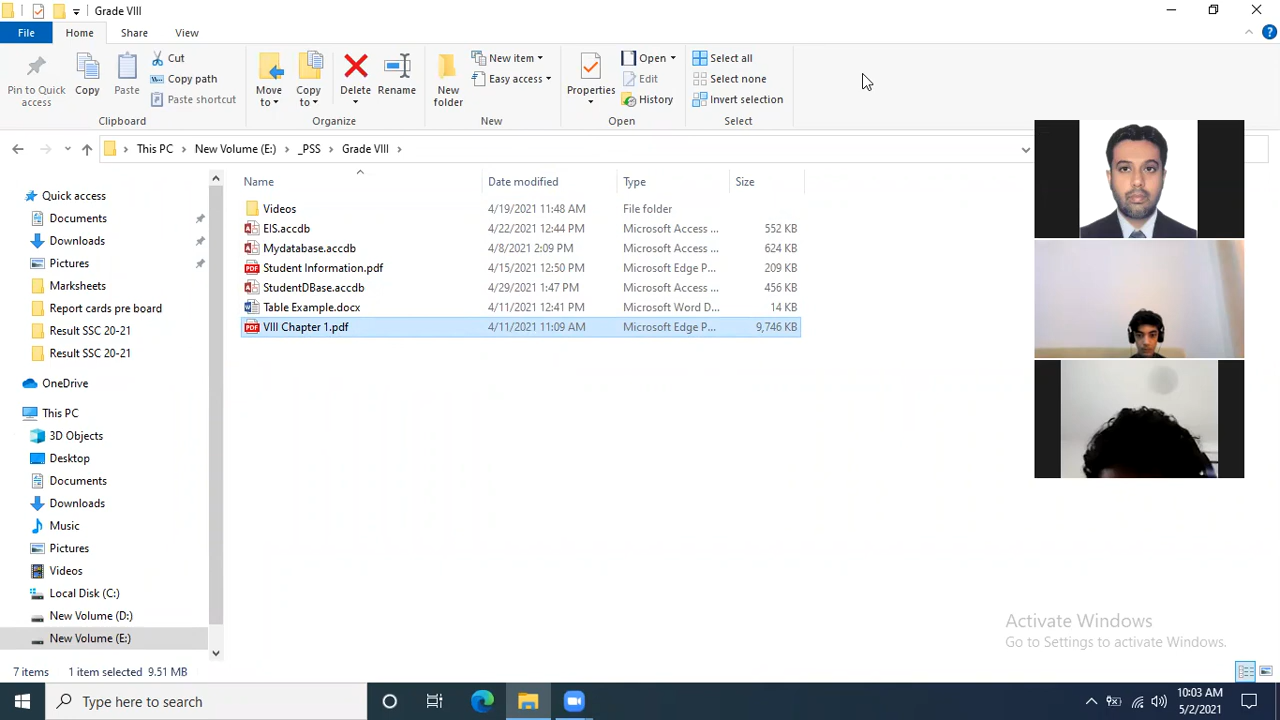 Grade VIII
File Home Share View
Pin to Quick access
Copy
Paste
Cut
Copy path
Paste shortcut
Clipboard
Move to
Copy to
Delete
Rename
Organize
New folder
New item
Easy access
New
Properties
Open
Edit
History
Open
Select all
Select none
Invert selection
Select
This PC New Volume (E:) _PSS Grade VIII
Name Date modified Type Size
Videos 4/19/2021 11:48 AM File folder
EIS.accdb 4/22/2021 12:44 PM Microsoft Access ... 552 KB
Mydatabase.accdb 4/8/2021 2:09 PM Microsoft Access ... 624 KB
Student Information.pdf 4/15/2021 12:50 PM Microsoft Edge P... 209 KB
StudentDBase.accdb 4/29/2021 1:47 PM Microsoft Access ... 456 KB
Table Example.docx 4/11/2021 12:41 PM Microsoft Word D... 14 KB
VIII Chapter 1.pdf 4/11/2021 11:09 AM Microsoft Edge P... 9,746 KB
Quick access
Documents
Downloads
Pictures
Marksheets
Report cards pre board
Result SSC 20-21
Result SSC 20-21
OneDrive
This PC
3D Objects
Desktop
Documents
Downloads
Music
Pictures
Videos
Local Disk (C:)
New Volume (D:)
New Volume (E:)
Activate Windows
Go to Settings to activate Windows.
7 items 1 item selected 9.51 MB
Type here to search
10:03 AM
5/2/2021